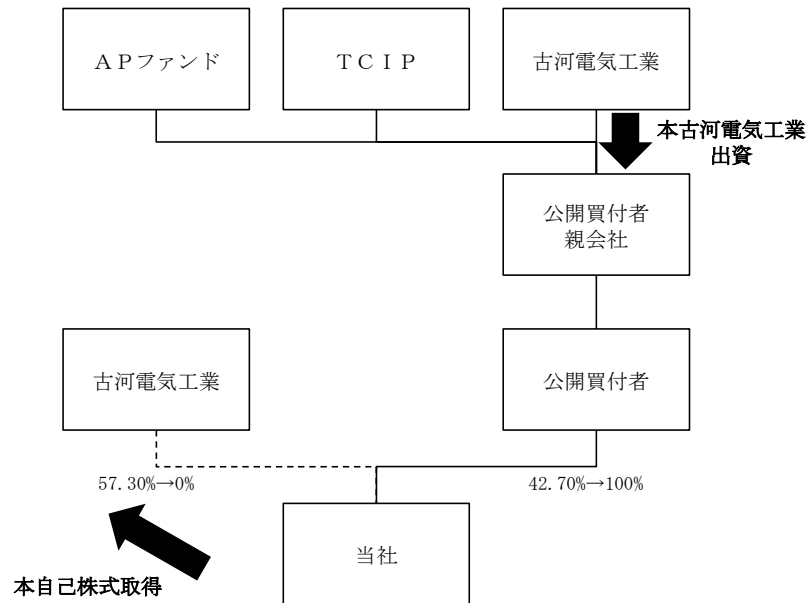 ＡＰファンド
ＴＣＩＰ
古河電気工業
本古河電気工業
出資
公開買付者
親会社
古河電気工業
公開買付者
57.30%→0%
42.70%→100%
当社
本自己株式取得